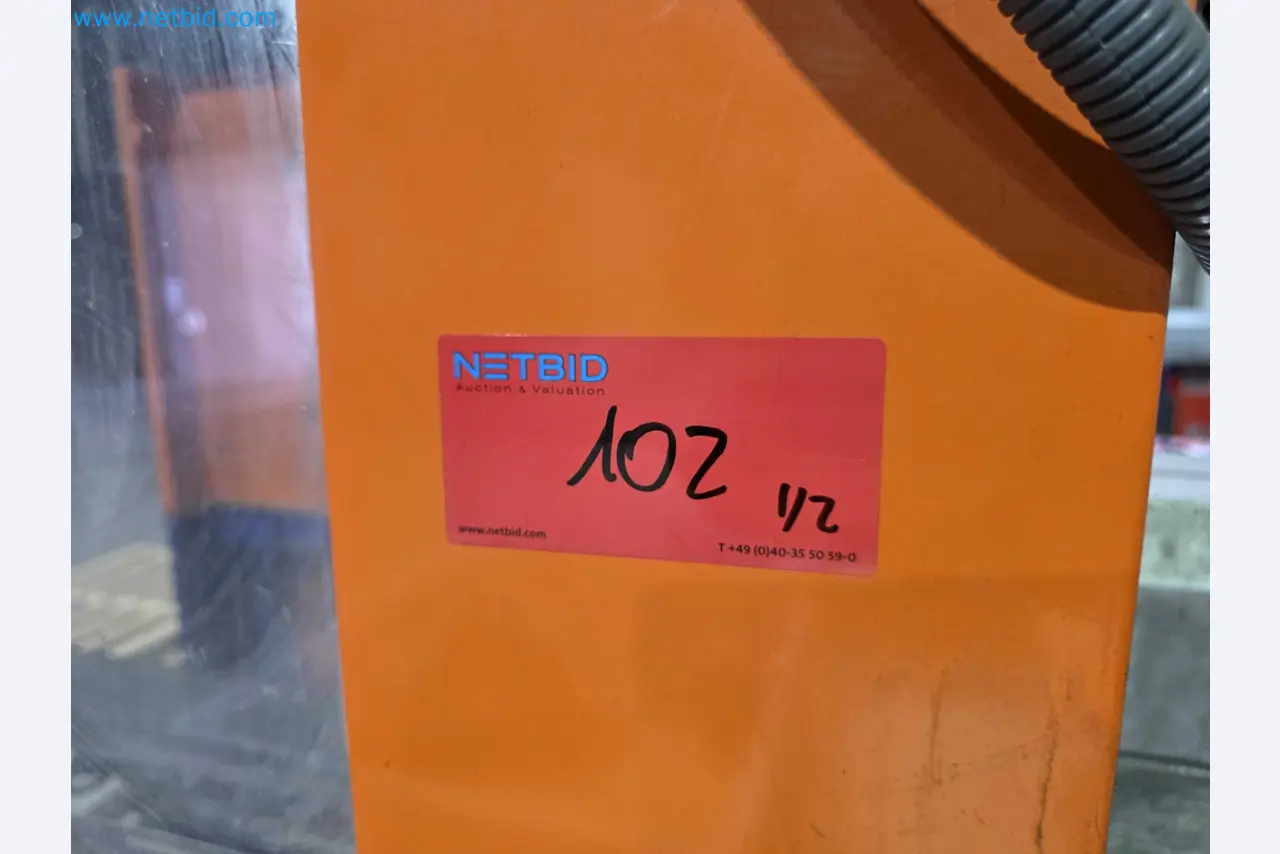 www.netbid.com
NETBID
Auction & Valuation
102
1/2
www.netbid.com
T +49 (0)40-35 50 59-0